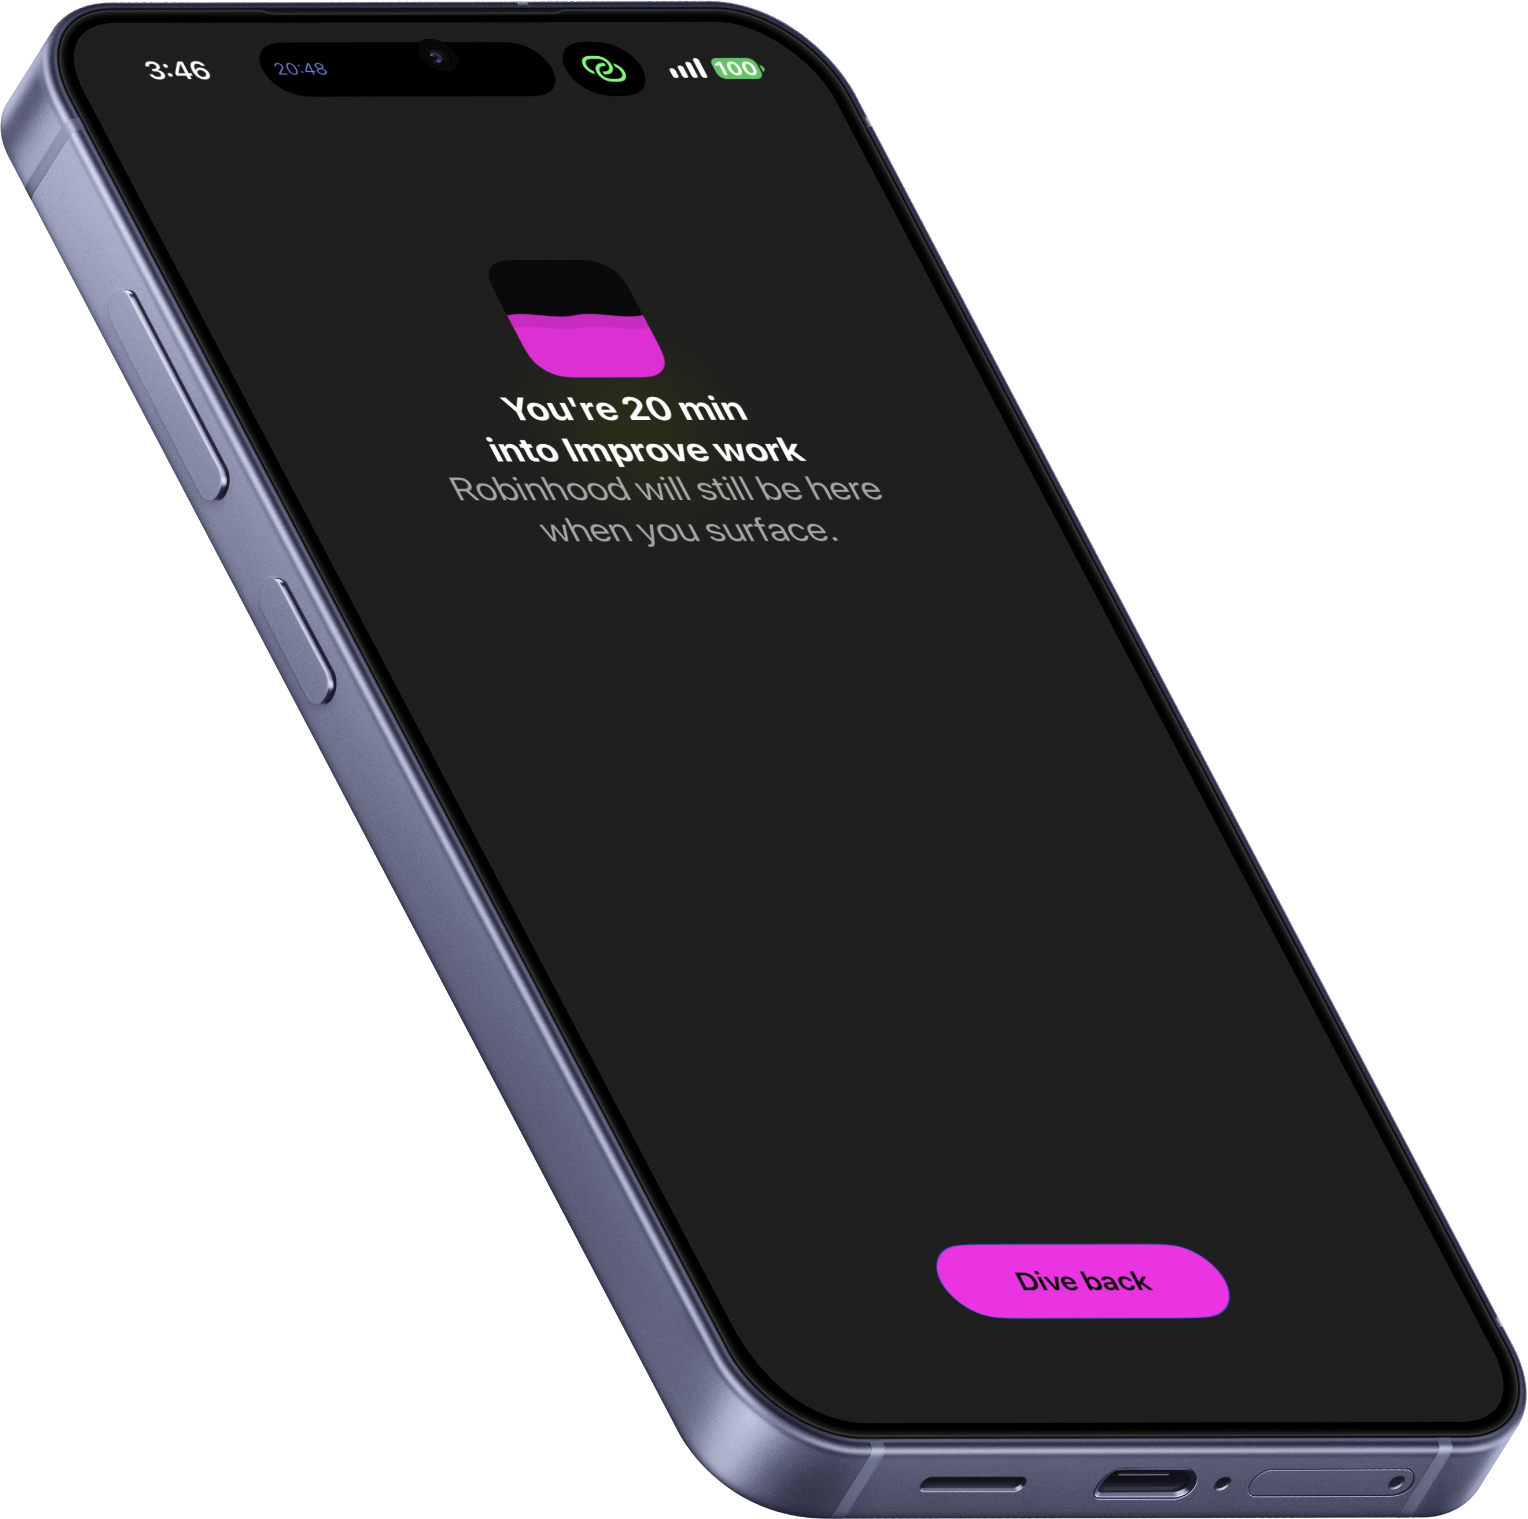 3:46
20:48
100
You're 20 min
into Improve work
Robinhood will still be here
when you surface.
Dive back